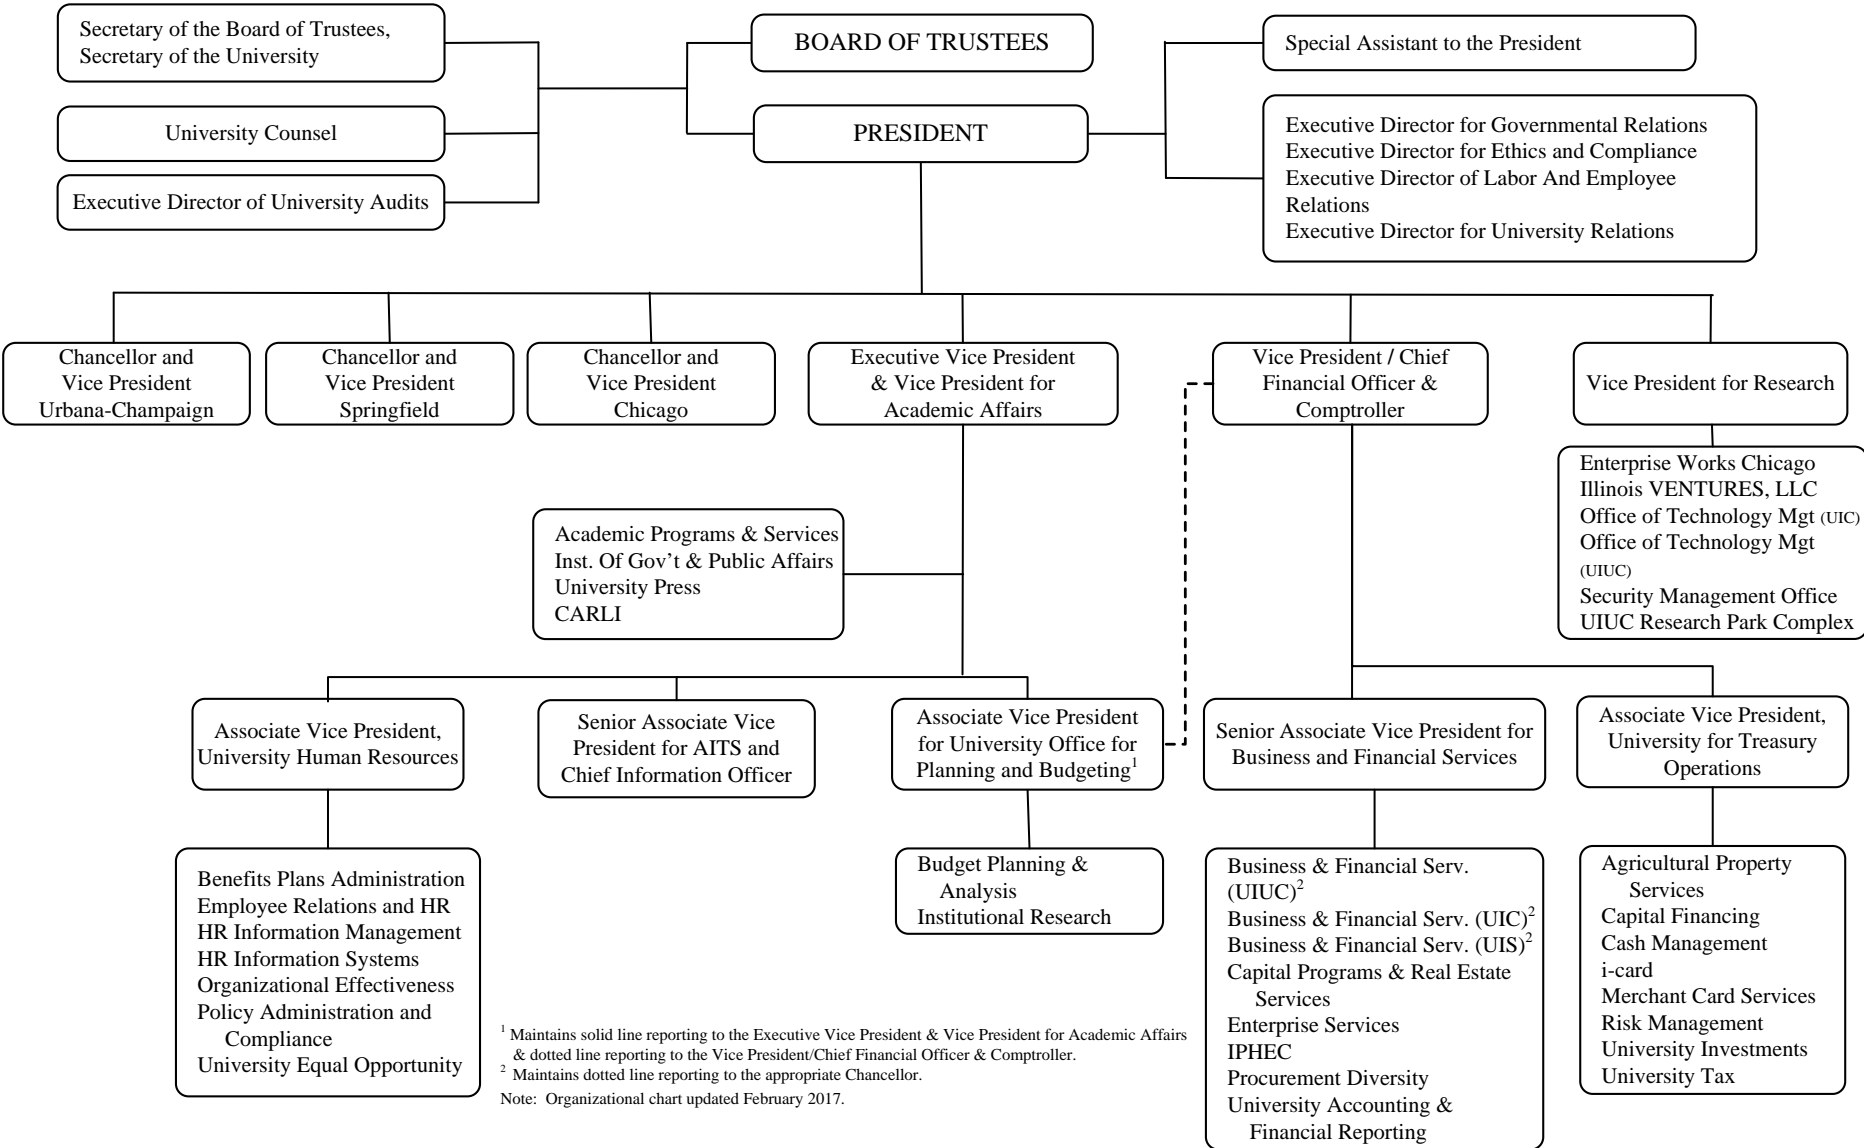 Secretary of the Board of Trustees,
Secretary of the University
BOARD OF TRUSTEES
Special Assistant to the President
University Counsel
PRESIDENT
Executive Director for Governmental Relations
Executive Director for Ethics and Compliance
Executive Director of Labor And Employee
Relations
Executive Director for University Relations
Executive Director of University Audits
Chancellor and
Vice President
Urbana-Champaign
Chancellor and
Vice President
Springfield
Chancellor and
Vice President
Chicago
Executive Vice President
& Vice President for
Academic Affairs
Vice President / Chief
Financial Officer &
Comptroller
Vice President for Research
Enterprise Works Chicago
Illinois VENTURES, LLC
Office of Technology Mgt (UIC)
Office of Technology Mgt
(UIUC)
Security Management Office
UIUC Research Park Complex
Academic Programs & Services
Inst. Of Gov’t & Public Affairs
University Press
CARLI
Associate Vice President,
University Human Resources
Senior Associate Vice
President for AITS and
Chief Information Officer
Associate Vice President
for University Office for
Planning and Budgeting1
Senior Associate Vice President for
Business and Financial Services
Associate Vice President,
University for Treasury
Operations
Benefits Plans Administration
Employee Relations and HR
HR Information Management
HR Information Systems
Organizational Effectiveness
Policy Administration and
Compliance
University Equal Opportunity
Budget Planning &
Analysis
Institutional Research
Business & Financial Serv.
(UIUC)2
Business & Financial Serv. (UIC)2
Business & Financial Serv. (UIS)2
Capital Programs & Real Estate
Services
Enterprise Services
IPHEC
Procurement Diversity
University Accounting &
Financial Reporting
Agricultural Property
Services
Capital Financing
Cash Management
i-card
Merchant Card Services
Risk Management
University Investments
University Tax
1 Maintains solid line reporting to the Executive Vice President & Vice President for Academic Affairs
& dotted line reporting to the Vice President/Chief Financial Officer & Comptroller.
2 Maintains dotted line reporting to the appropriate Chancellor.
Note: Organizational chart updated February 2017.